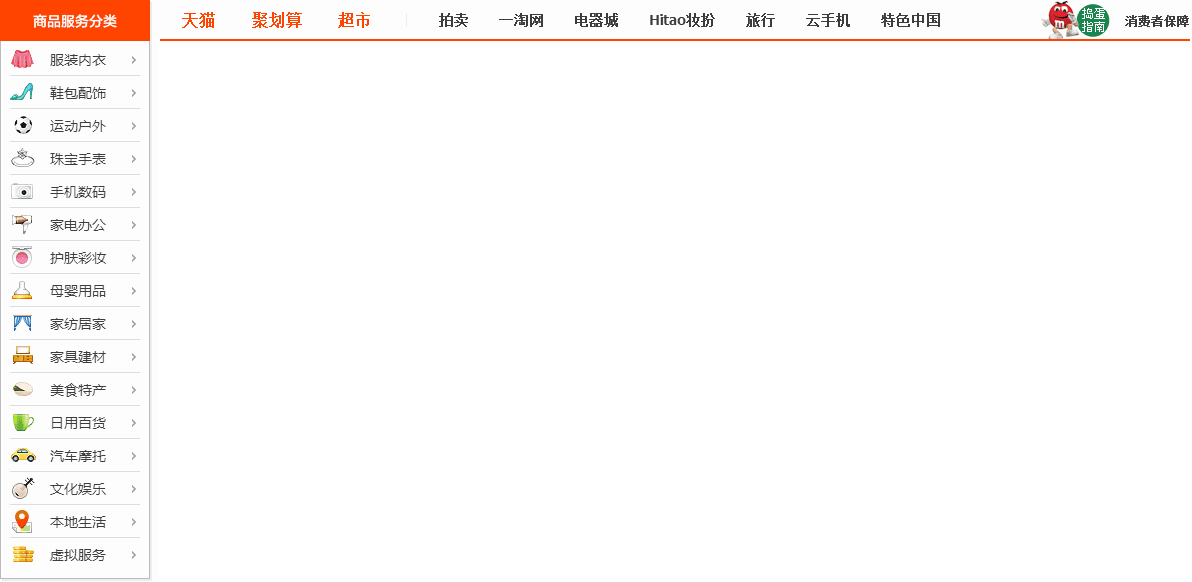 商品服务分类 天猫 聚划算 超市 拍卖 一淘网 电器城 Hitao妆扮 旅行 云手机 特色中国 捣蛋指南 消费者保障
服装内衣
鞋包配饰
运动户外
珠宝手表
手机数码
家电办公
护肤彩妆
母婴用品
家纺居家
家具建材
美食特产
日用百货
汽车摩托
文化娱乐
本地生活
虚拟服务